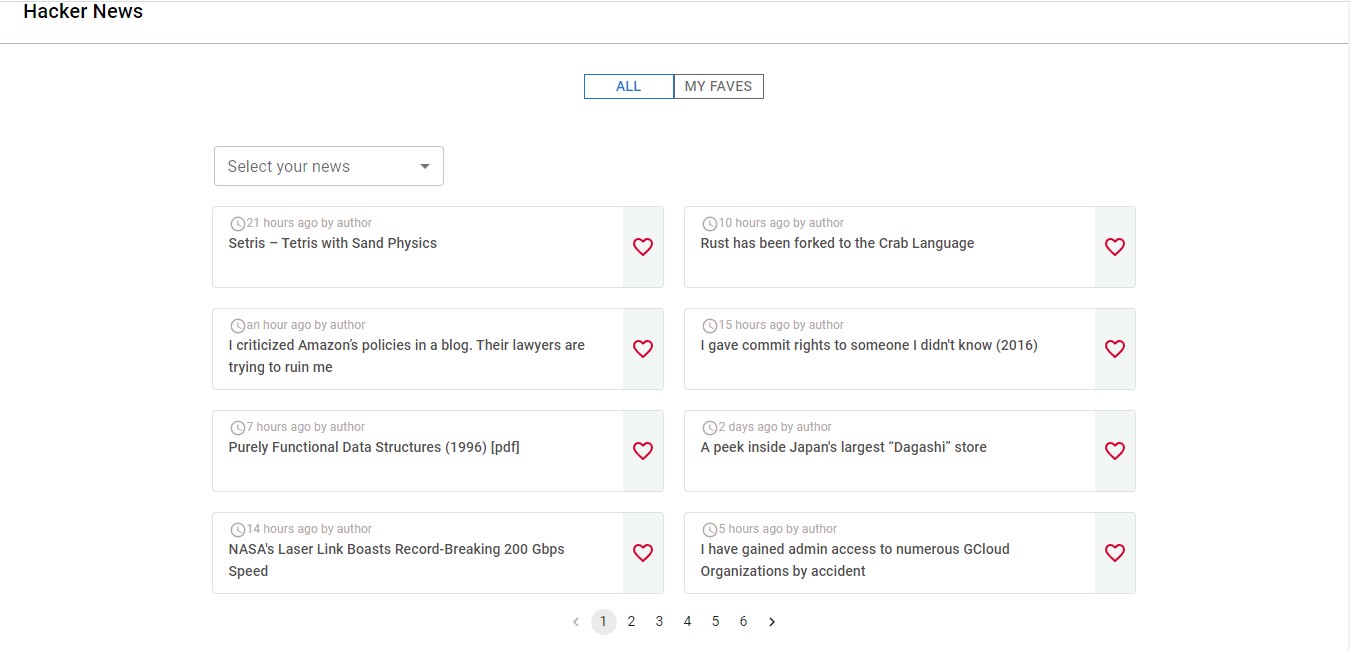 Hacker News
ALL
MY FAVES
Select your news
21 hours ago by author
Setris – Tetris with Sand Physics
10 hours ago by author
Rust has been forked to the Crab Language
an hour ago by author
I criticized Amazon’s policies in a blog. Their lawyers are
trying to ruin me
15 hours ago by author
I gave commit rights to someone I didn't know (2016)
7 hours ago by author
Purely Functional Data Structures (1996) [pdf]
2 days ago by author
A peek inside Japan's largest “Dagashi” store
14 hours ago by author
NASA's Laser Link Boasts Record-Breaking 200 Gbps
Speed
5 hours ago by author
I have gained admin access to numerous GCloud
Organizations by accident
‹ 1 2 3 4 5 6 ›